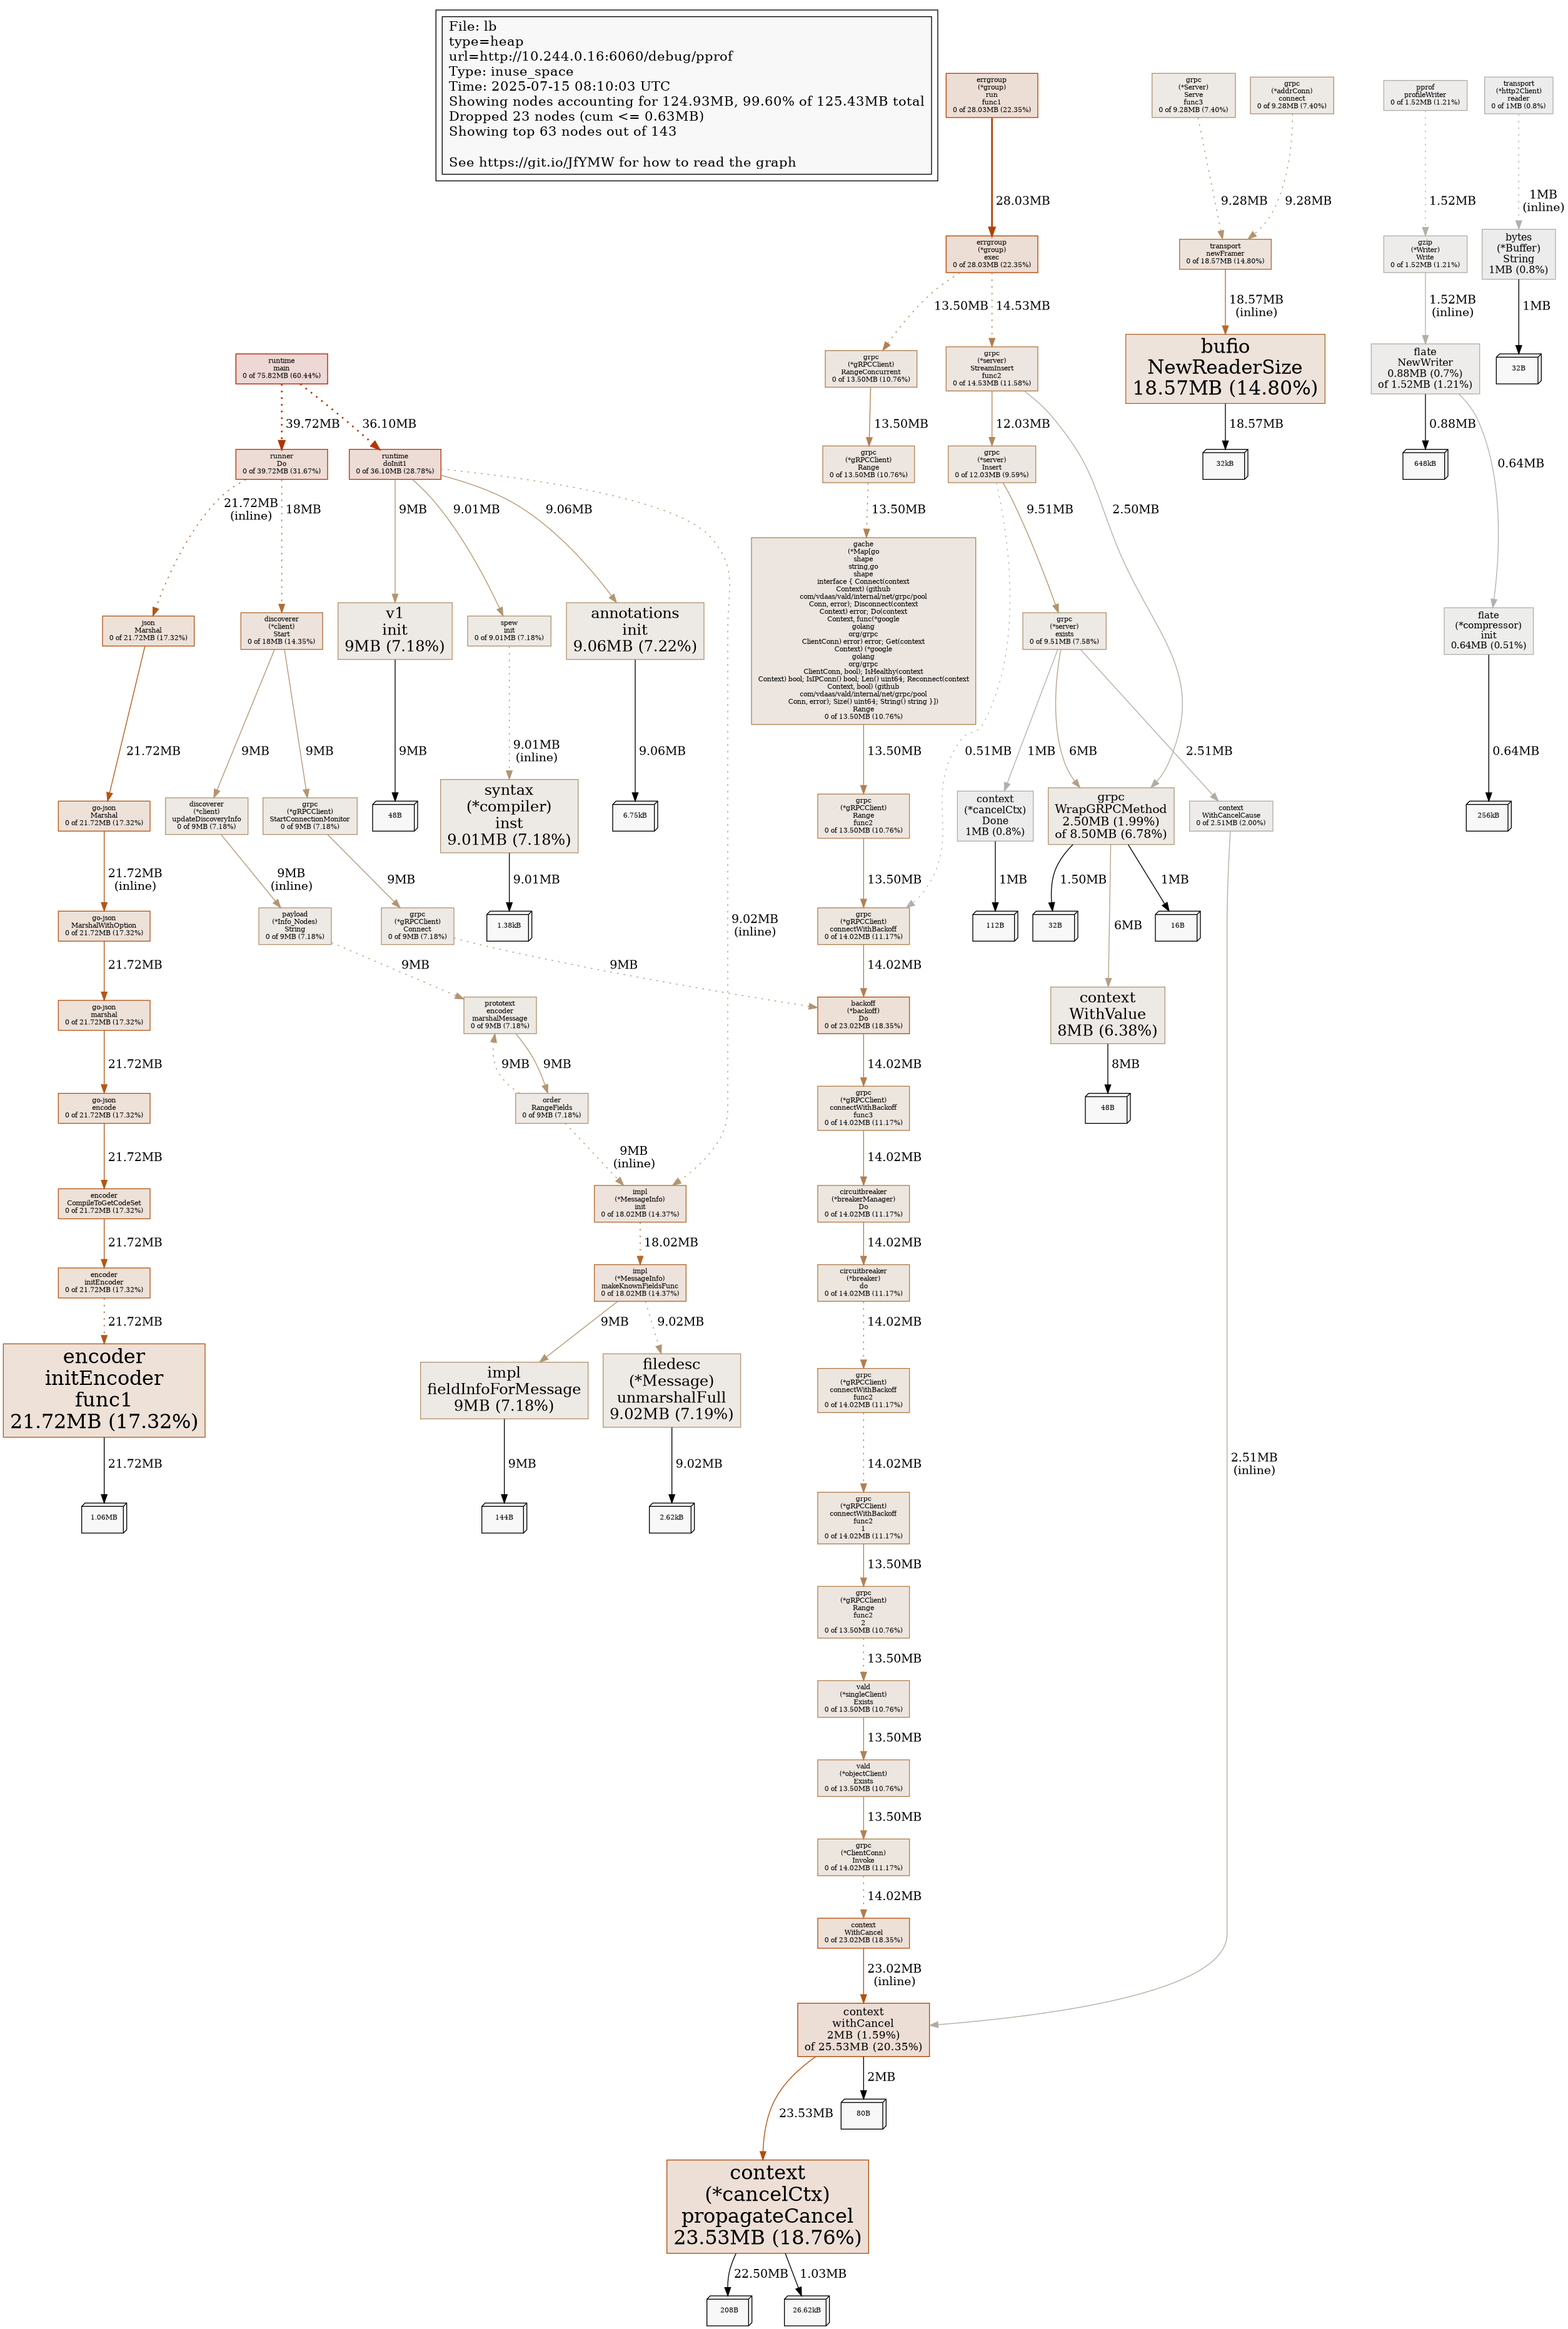 File: lb
type=heap
url=http://10.244.0.16:6060/debug/pprof
Type: inuse_space
Time: 2025-07-15 08:10:03 UTC
Showing nodes accounting for 124.93MB, 99.60% of 125.43MB total
Dropped 23 nodes (cum <= 0.63MB)
Showing top 63 nodes out of 143
See https://git.io/JfYMW for how to read the graph
errgroup
(*group)
run
func1
0 of 28.03MB (22.35%)
grpc
(*Server)
Serve
func3
0 of 9.28MB (7.40%)
grpc
(*addrConn)
connect
0 of 9.28MB (7.40%)
pprof
profileWriter
0 of 1.52MB (1.21%)
transport
(*http2Client)
reader
0 of 1MB (0.8%)
28.03MB
9.28MB
9.28MB
1.52MB
1MB
(inline)
errgroup
(*group)
exec
0 of 28.03MB (22.35%)
transport
newFramer
0 of 18.57MB (14.80%)
gzip
(*Writer)
Write
0 of 1.52MB (1.21%)
bytes
(*Buffer)
String
1MB (0.8%)
13.50MB
14.53MB
18.57MB
(inline)
1.52MB
(inline)
1MB
runtime
main
0 of 75.82MB (60.44%)
grpc
(*gRPCClient)
RangeConcurrent
0 of 13.50MB (10.76%)
grpc
(*server)
StreamInsert
func2
0 of 14.53MB (11.58%)
bufio
NewReaderSize
18.57MB (14.80%)
flate
NewWriter
0.88MB (0.7%)
of 1.52MB (1.21%)
32B
39.72MB
36.10MB
13.50MB
12.03MB
2.50MB
18.57MB
0.88MB
0.64MB
runner
Do
0 of 39.72MB (31.67%)
runtime
doInit1
0 of 36.10MB (28.78%)
grpc
(*gRPCClient)
Range
0 of 13.50MB (10.76%)
grpc
(*server)
Insert
0 of 12.03MB (9.59%)
32kB
648kB
21.72MB
(inline)
18MB
9MB
9.01MB
9.06MB
9.02MB
(inline)
13.50MB
9.51MB
0.51MB
gache
(*Map[go
shape
string,go
shape
interface { Connect(context
Context) (github
com/vdaas/vald/internal/net/grpc/pool
Conn, error); Disconnect(context
Context) error; Do(context
Context, func(*google
golang
org/grpc
ClientConn) error) error; Get(context
Context) (*google
golang
org/grpc
ClientConn, bool); IsHealthy(context
Context) bool; IsIPConn() bool; Len() uint64; Reconnect(context
Context, bool) (github
com/vdaas/vald/internal/net/grpc/pool
Conn, error); Size() uint64; String() string }])
Range
0 of 13.50MB (10.76%)
json
Marshal
0 of 21.72MB (17.32%)
discoverer
(*client)
Start
0 of 18MB (14.35%)
v1
init
9MB (7.18%)
spew
init
0 of 9.01MB (7.18%)
annotations
init
9.06MB (7.22%)
grpc
(*server)
exists
0 of 9.51MB (7.58%)
flate
(*compressor)
init
0.64MB (0.51%)
21.72MB
9MB
9MB
9MB
9.01MB
(inline)
9.06MB
13.50MB
1MB
6MB
2.51MB
0.64MB
go-json
Marshal
0 of 21.72MB (17.32%)
discoverer
(*client)
updateDiscoveryInfo
0 of 9MB (7.18%)
grpc
(*gRPCClient)
StartConnectionMonitor
0 of 9MB (7.18%)
48B
syntax
(*compiler)
inst
9.01MB (7.18%)
6.75kB
grpc
(*gRPCClient)
Range
func2
0 of 13.50MB (10.76%)
context
(*cancelCtx)
Done
1MB (0.8%)
grpc
WrapGRPCMethod
2.50MB (1.99%)
of 8.50MB (6.78%)
context
WithCancelCause
0 of 2.51MB (2.00%)
256kB
21.72MB
(inline)
9MB
(inline)
9MB
9.01MB
13.50MB
1MB
1.50MB
6MB
1MB
go-json
MarshalWithOption
0 of 21.72MB (17.32%)
payload
(*Info_Nodes)
String
0 of 9MB (7.18%)
grpc
(*gRPCClient)
Connect
0 of 9MB (7.18%)
1.38kB
grpc
(*gRPCClient)
connectWithBackoff
0 of 14.02MB (11.17%)
112B
32B
16B
21.72MB
9MB
9MB
14.02MB
go-json
marshal
0 of 21.72MB (17.32%)
prototext
encoder
marshalMessage
0 of 9MB (7.18%)
backoff
(*backoff)
Do
0 of 23.02MB (18.35%)
context
WithValue
8MB (6.38%)
21.72MB
9MB
9MB
14.02MB
8MB
go-json
encode
0 of 21.72MB (17.32%)
order
RangeFields
0 of 9MB (7.18%)
grpc
(*gRPCClient)
connectWithBackoff
func3
0 of 14.02MB (11.17%)
48B
21.72MB
9MB
(inline)
14.02MB
encoder
CompileToGetCodeSet
0 of 21.72MB (17.32%)
impl
(*MessageInfo)
init
0 of 18.02MB (14.37%)
circuitbreaker
(*breakerManager)
Do
0 of 14.02MB (11.17%)
21.72MB
18.02MB
14.02MB
encoder
initEncoder
0 of 21.72MB (17.32%)
impl
(*MessageInfo)
makeKnownFieldsFunc
0 of 18.02MB (14.37%)
circuitbreaker
(*breaker)
do
0 of 14.02MB (11.17%)
21.72MB
9MB
9.02MB
14.02MB
encoder
initEncoder
func1
21.72MB (17.32%)
impl
fieldInfoForMessage
9MB (7.18%)
filedesc
(*Message)
unmarshalFull
9.02MB (7.19%)
grpc
(*gRPCClient)
connectWithBackoff
func2
0 of 14.02MB (11.17%)
21.72MB
9MB
9.02MB
14.02MB
2.51MB
(inline)
1.06MB
144B
2.62kB
grpc
(*gRPCClient)
connectWithBackoff
func2
1
0 of 14.02MB (11.17%)
13.50MB
grpc
(*gRPCClient)
Range
func2
2
0 of 13.50MB (10.76%)
13.50MB
vald
(*singleClient)
Exists
0 of 13.50MB (10.76%)
13.50MB
vald
(*objectClient)
Exists
0 of 13.50MB (10.76%)
13.50MB
grpc
(*ClientConn)
Invoke
0 of 14.02MB (11.17%)
14.02MB
context
WithCancel
0 of 23.02MB (18.35%)
23.02MB
(inline)
context
withCancel
2MB (1.59%)
of 25.53MB (20.35%)
23.53MB
2MB
80B
context
(*cancelCtx)
propagateCancel
23.53MB (18.76%)
22.50MB
1.03MB
208B
26.62kB